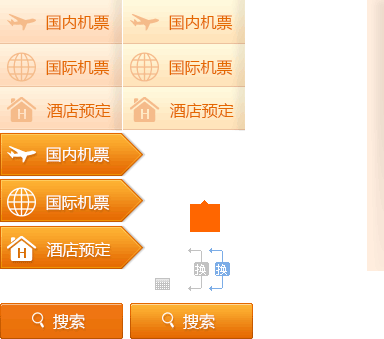 国内机票 国内机票
国际机票 国际机票
H 酒店预定 H 酒店预定
国内机票
国际机票
H 酒店预定
换 换
搜索 搜索